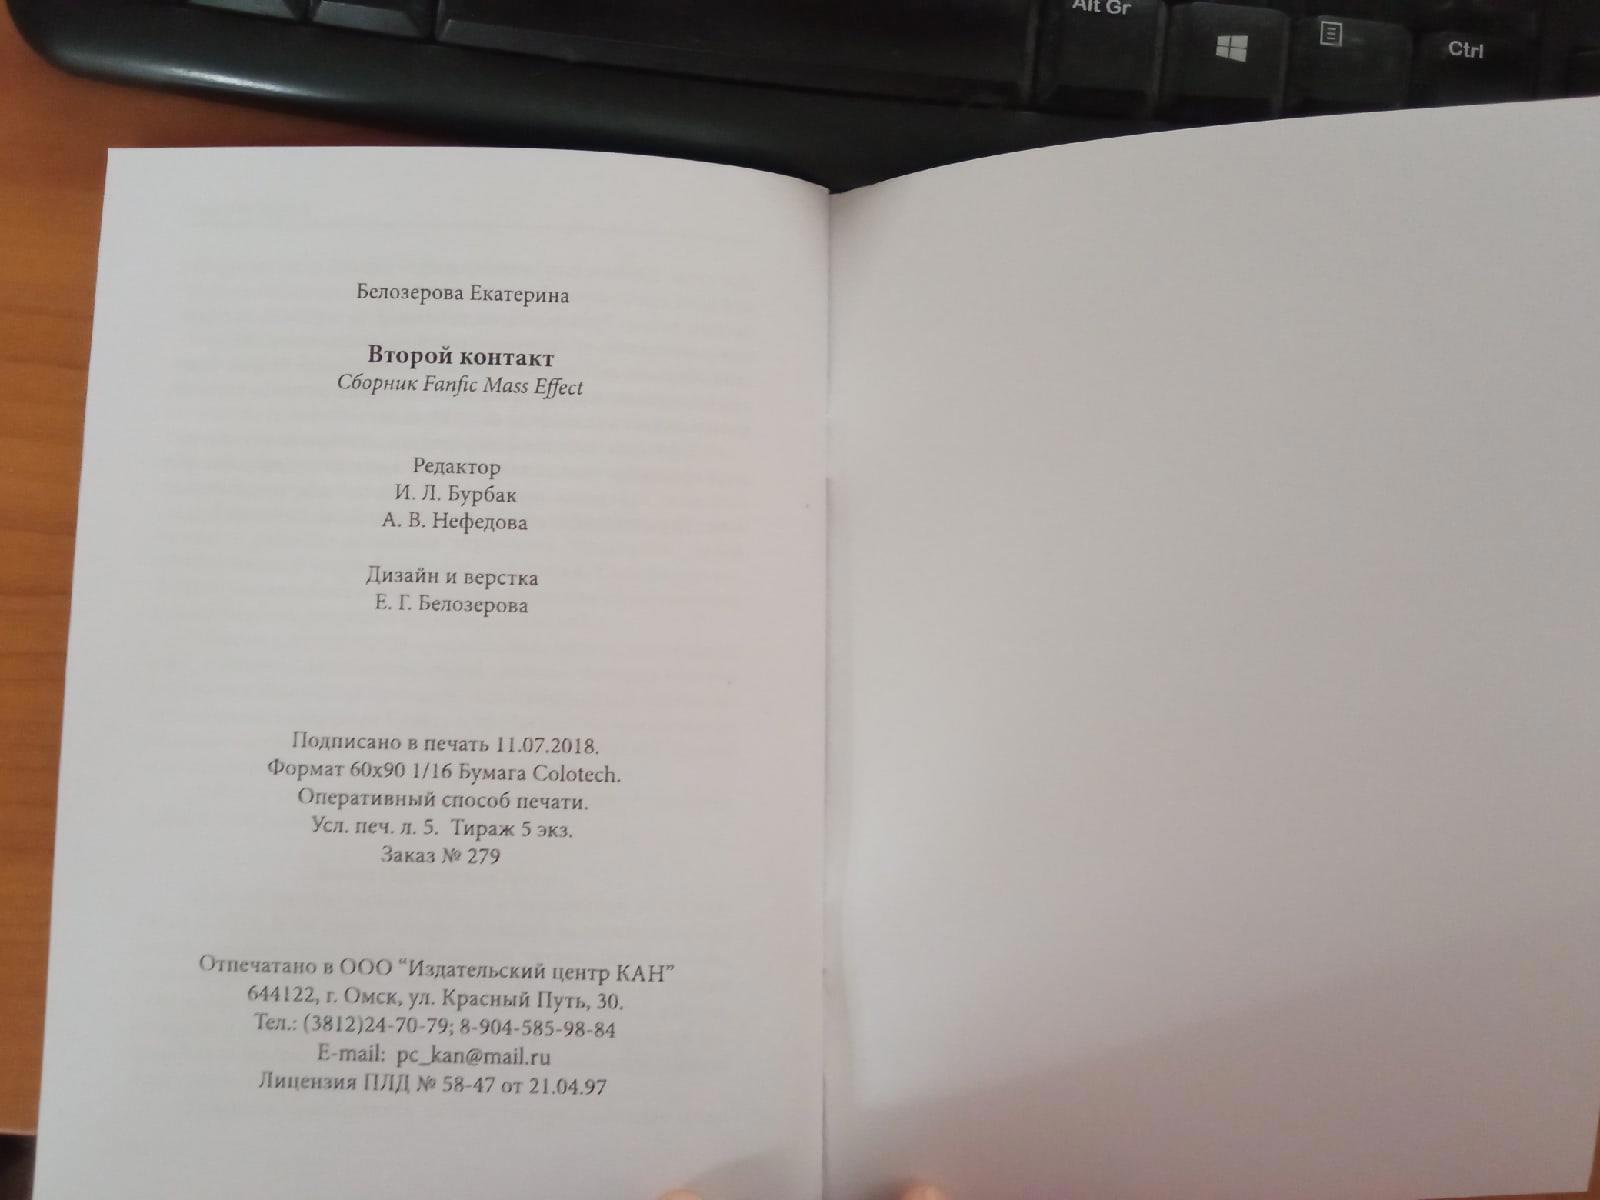 Alt Gr
Ctrl
Белозерова Екатерина
Второй контакт
Сборник Fanfic Mass Effect
Редактор
И. Л. Бурбак
А. В. Нефедова
Дизайн и верстка
Е. Г. Белозерова
Подписано в печать 11.07.2018.
Формат 60х90 1/16 Бумага Colotech.
Оперативный способ печати.
Усл. печ. л. 5. Тираж 5 экз.
Заказ № 279
Отпечатано в ООО “Издательский центр КАН”
644122, г. Омск, ул. Красный Путь, 30.
Тел.: (3812)24-70-79; 8-904-585-98-84
E-mail: pc_kan@mail.ru
Лицензия ПЛД № 58-47 от 21.04.97